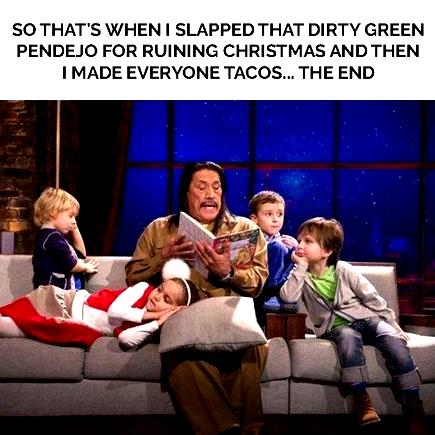 SO THAT'S WHEN I SLAPPED THAT DIRTY GREEN
PENDEJO FOR RUINING CHRISTMAS AND THEN
I MADE EVERYONE TACOS... THE END